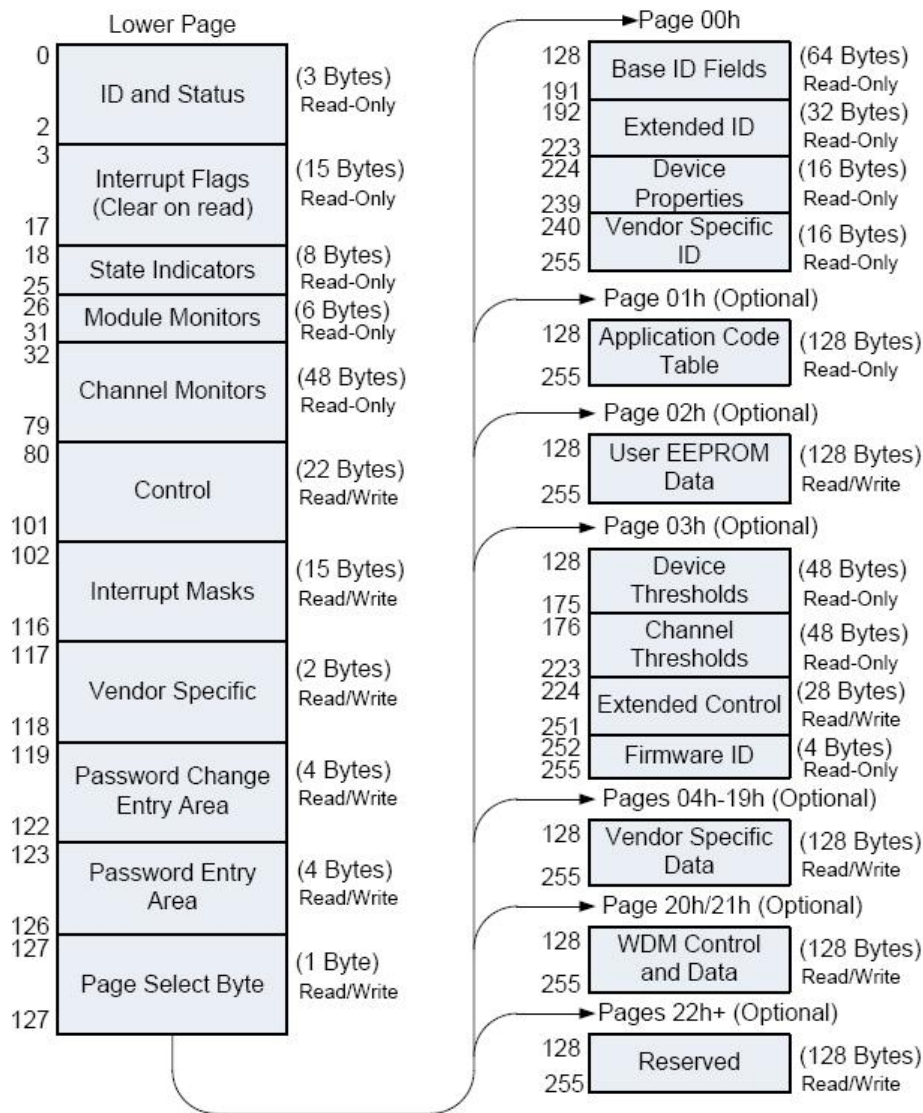 Lower Page
0
ID and Status
(3 Bytes)
Read-Only
2
3
Interrupt Flags
(Clear on read)
(15 Bytes)
Read-Only
17
18
State Indicators
(8 Bytes)
Read-Only
25
26
Module Monitors
(6 Bytes)
Read-Only
31
32
Channel Monitors
(48 Bytes)
Read-Only
79
80
Control
(22 Bytes)
Read/Write
101
102
Interrupt Masks
(15 Bytes)
Read/Write
116
117
Vendor Specific
(2 Bytes)
Read/Write
118
119
Password Change
Entry Area
(4 Bytes)
Read/Write
122
123
Password Entry
Area
(4 Bytes)
Read/Write
126
127
Page Select Byte
(1 Byte)
Read/Write
127
Page 00h
128
Base ID Fields
(64 Bytes)
Read-Only
191
192
Extended ID
(32 Bytes)
Read-Only
223
224
Device
Properties
(16 Bytes)
Read-Only
239
240
Vendor Specific
ID
(16 Bytes)
Read-Only
255
Page 01h (Optional)
128
Application Code
Table
(128 Bytes)
Read-Only
255
Page 02h (Optional)
128
User EEPROM
Data
(128 Bytes)
Read/Write
255
Page 03h (Optional)
128
Device
Thresholds
(48 Bytes)
Read-Only
175
176
Channel
Thresholds
(48 Bytes)
Read-Only
223
224
Extended Control
(28 Bytes)
Read/Write
251
252
Firmware ID
(4 Bytes)
Read-Only
255
Pages 04h-19h (Optional)
128
Vendor Specific
Data
(128 Bytes)
Read/Write
255
Page 20h/21h (Optional)
128
WDM Control
and Data
(128 Bytes)
Read/Write
255
Pages 22h+ (Optional)
128
Reserved
(128 Bytes)
Read/Write
255